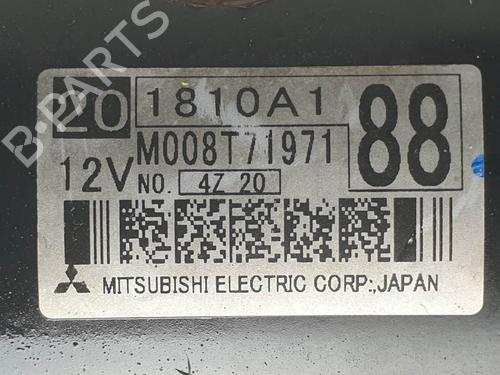 20 1810A1 88
M008T71971
12V NO. 4Z 20
MITSUBISHI ELECTRIC CORP., JAPAN
B-PARTS